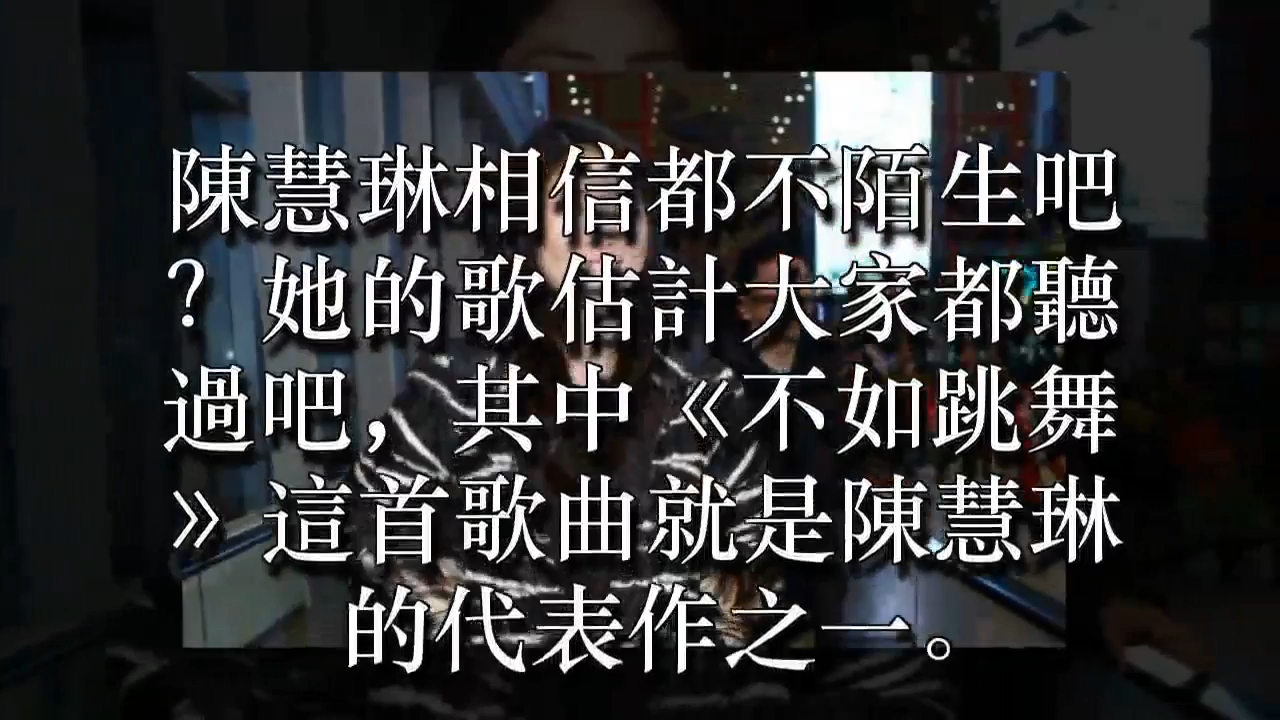 陳慧琳相信都不陌生吧
？她的歌估計大家都聽
過吧，其中《不如跳舞
》這首歌曲就是陳慧琳
的代表作之一。